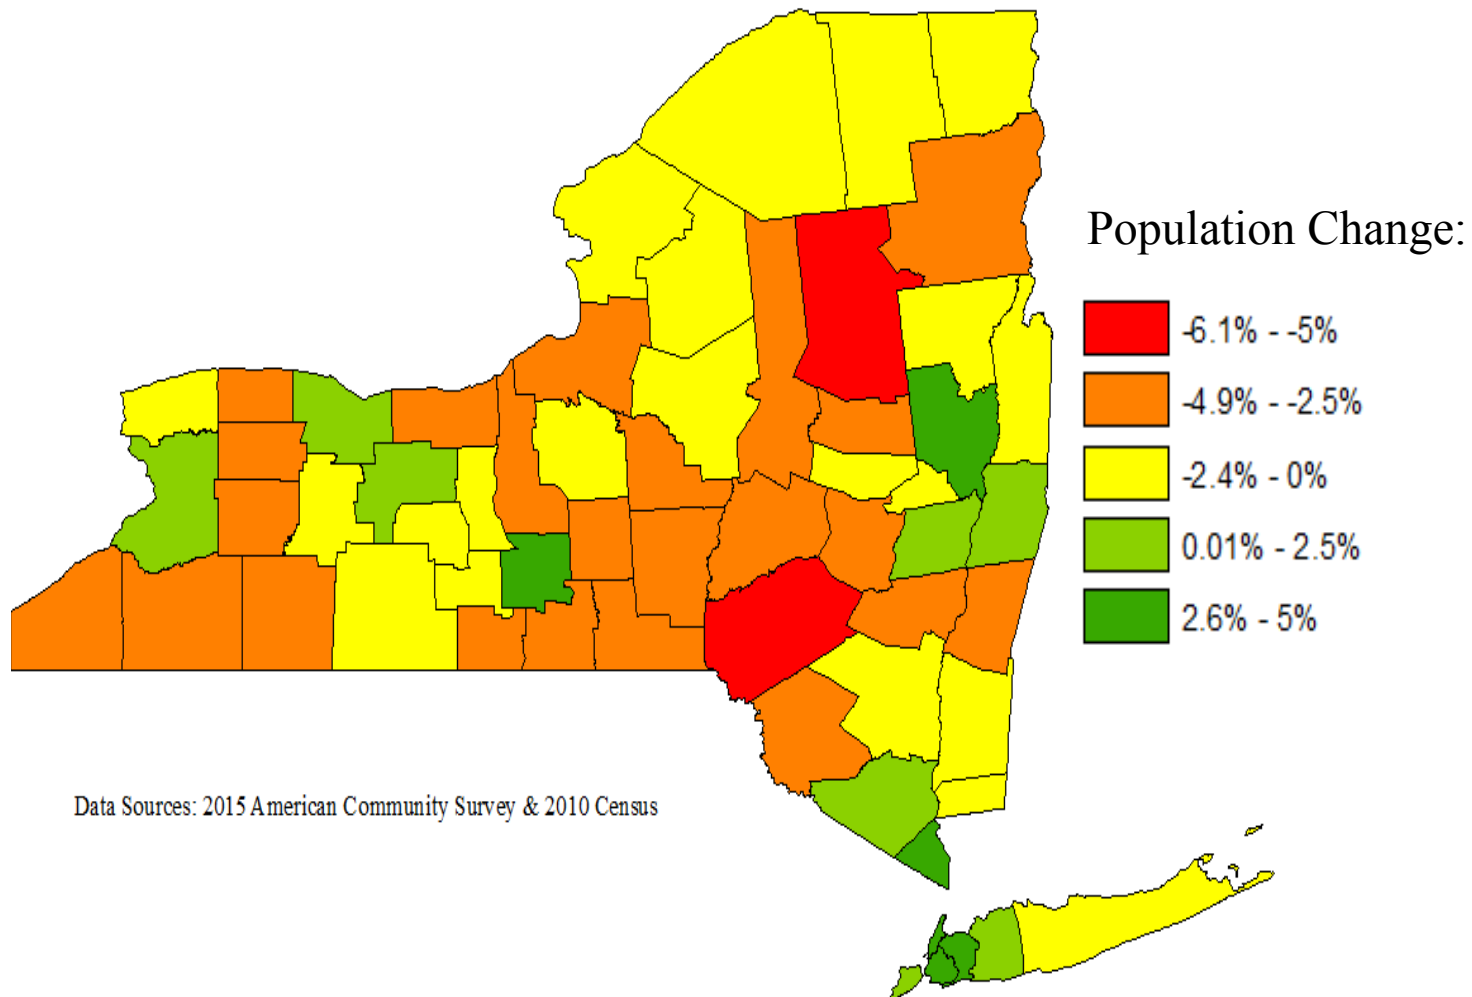 Population Change:
-6.1% - -5%
-4.9% - -2.5%
-2.4% - 0%
0.01% - 2.5%
2.6% - 5%
Data Sources: 2015 American Community Survey & 2010 Census